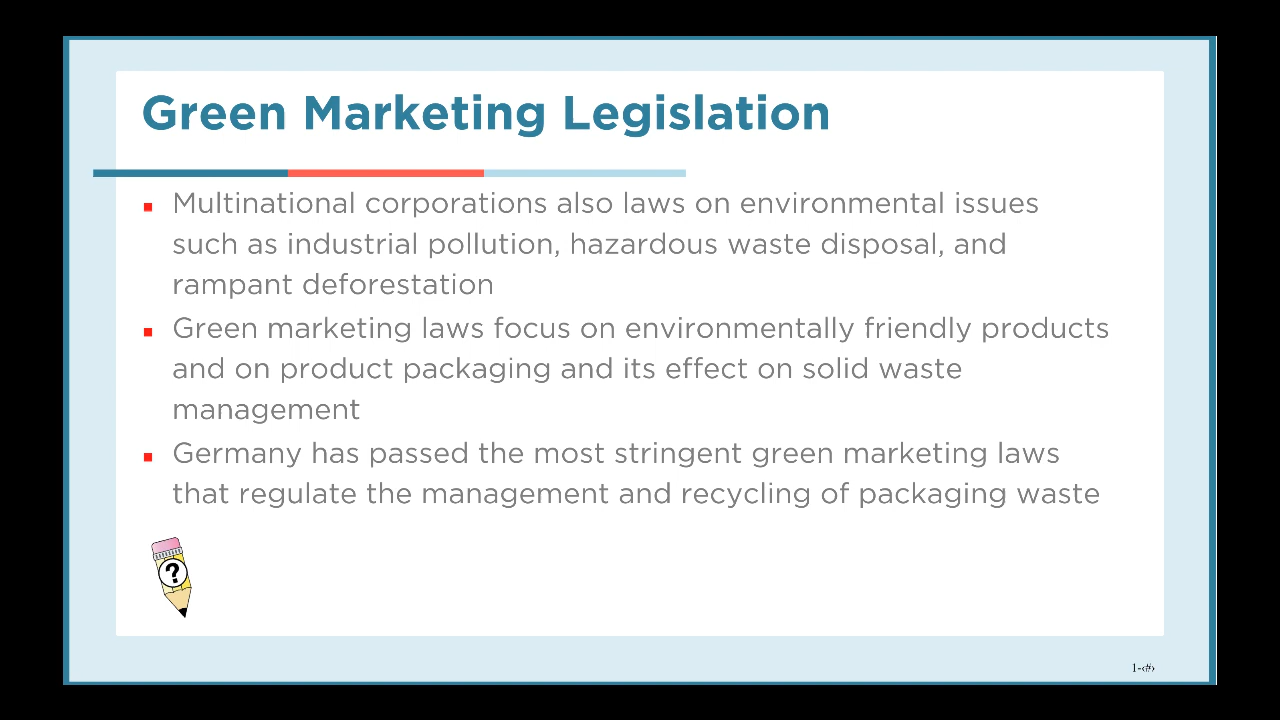 Green Marketing Legislation
Multinational corporations also laws on environmental issues
such as industrial pollution, hazardous waste disposal, and
rampant deforestation
Green marketing laws focus on environmentally friendly products
and on product packaging and its effect on solid waste
management
Germany has passed the most stringent green marketing laws
that regulate the management and recycling of packaging waste
?
1-‹#›